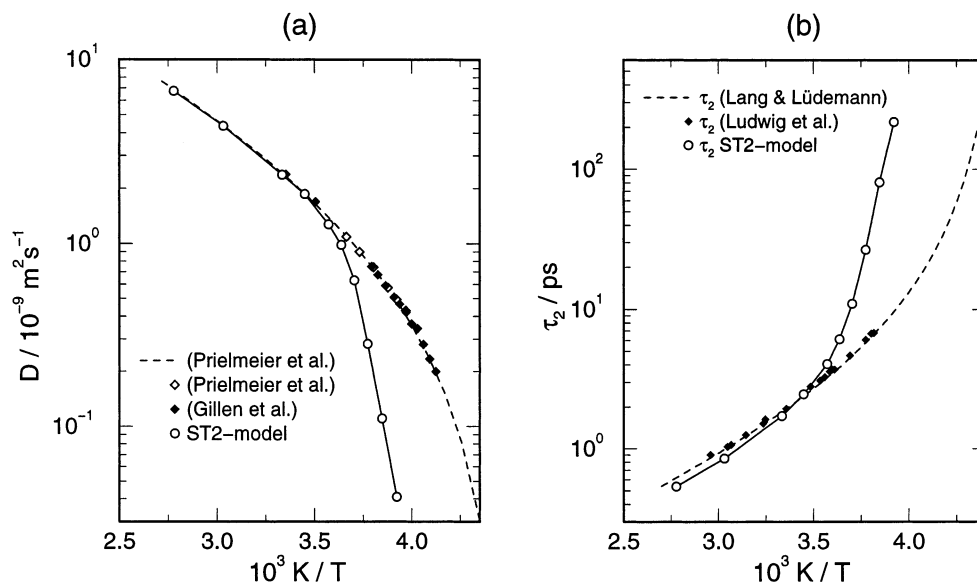 (a)
10¹
10⁰
10⁻¹
D / 10⁻⁹ m²s⁻¹
(Prielmeier et al.)
(Prielmeier et al.)
(Gillen et al.)
ST2−model
2.5 3.0 3.5 4.0
10³ K / T
(b)
10²
10¹
10⁰
τ₂ / ps
τ₂ (Lang & Lüdemann)
τ₂ (Ludwig et al.)
τ₂ ST2−model
2.5 3.0 3.5 4.0
10³ K / T